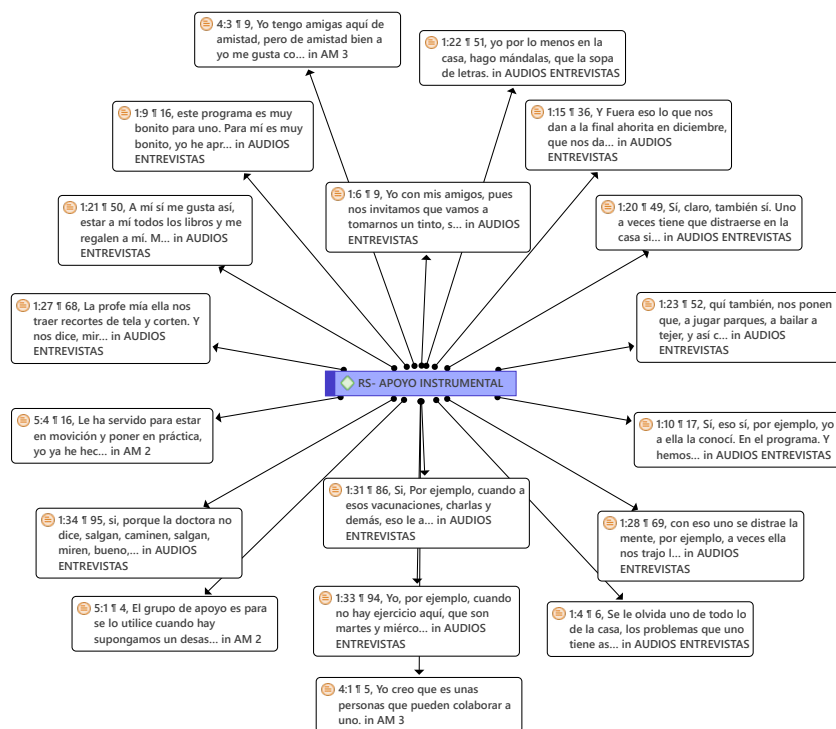 4:3 ¶ 9, Yo tengo amigas aquí de
amistad, pero de amistad bien a
yo me gusta co... in AM 3
1:22 ¶ 51, yo por lo menos en la
casa, hago mándalas, que la sopa
de letras. in AUDIOS ENTREVISTAS
1:9 ¶ 16, este programa es muy
bonito para uno. Para mí es muy
bonito, yo he apr... in AUDIOS
ENTREVISTAS
1:15 ¶ 36, Y Fuera eso lo que nos
dan a la final ahorita en diciembre,
que nos da... in AUDIOS
ENTREVISTAS
1:6 ¶ 9, Yo con mis amigos, pues
nos invitamos que vamos a
tomarnos un tinto, s... in AUDIOS
ENTREVISTAS
1:21 ¶ 50, A mí sí me gusta así,
estar a mí todos los libros y me
regalen a mí. M... in AUDIOS
ENTREVISTAS
1:20 ¶ 49, Sí, claro, también sí. Uno
a veces tiene que distraerse en la
casa si... in AUDIOS ENTREVISTAS
1:27 ¶ 68, La profe mía ella nos
traer recortes de tela y corten. Y
nos dice, mir... in AUDIOS
ENTREVISTAS
1:23 ¶ 52, quí también, nos ponen
que, a jugar parques, a bailar a
tejer, y así c... in AUDIOS
ENTREVISTAS
RS- APOYO INSTRUMENTAL
5:4 ¶ 16, Le ha servido para estar
en movición y poner en práctica,
yo ya he hec... in AM 2
1:10 ¶ 17, Sí, eso sí, por ejemplo, yo
a ella la conocí. En el programa. Y
hemos... in AUDIOS ENTREVISTAS
1:31 ¶ 86, Si, Por ejemplo, cuando a
esos vacunaciones, charlas y
demás, eso le a... in AUDIOS
ENTREVISTAS
1:34 ¶ 95, si, porque la doctora no
dice, salgan, caminen, salgan,
miren, bueno,... in AUDIOS
ENTREVISTAS
1:28 ¶ 69, con eso uno se distrae la
mente, por ejemplo, a veces ella
nos trajo l... in AUDIOS
ENTREVISTAS
5:1 ¶ 4, El grupo de apoyo es para
se lo utilice cuando hay
supongamos un desas... in AM 2
1:33 ¶ 94, Yo, por ejemplo, cuando
no hay ejercicio aquí, que son
martes y miérco... in AUDIOS
ENTREVISTAS
1:4 ¶ 6, Se le olvida uno de todo lo
de la casa, los problemas que uno
tiene as... in AUDIOS ENTREVISTAS
4:1 ¶ 5, Yo creo que es unas
personas que pueden colaborar a
uno. in AM 3